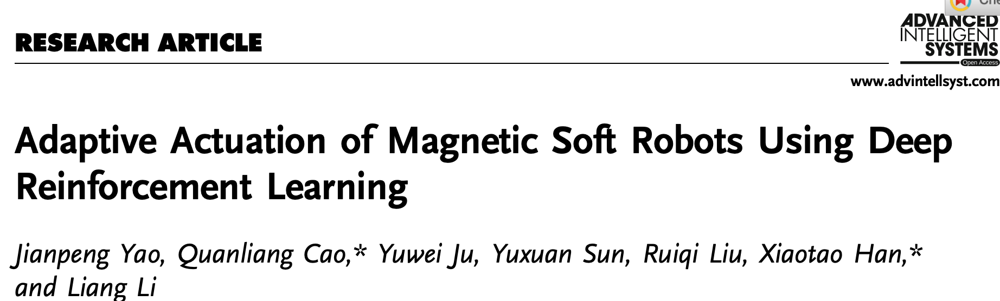 RESEARCH ARTICLE
ADVANCED
INTELLIGENT
SYSTEMS
Open Access
www.advintellsyst.com
Adaptive Actuation of Magnetic Soft Robots Using Deep
Reinforcement Learning
Jianpeng Yao, Quanliang Cao,* Yuwei Ju, Yuxuan Sun, Ruiqi Liu, Xiaotao Han,*
and Liang Li